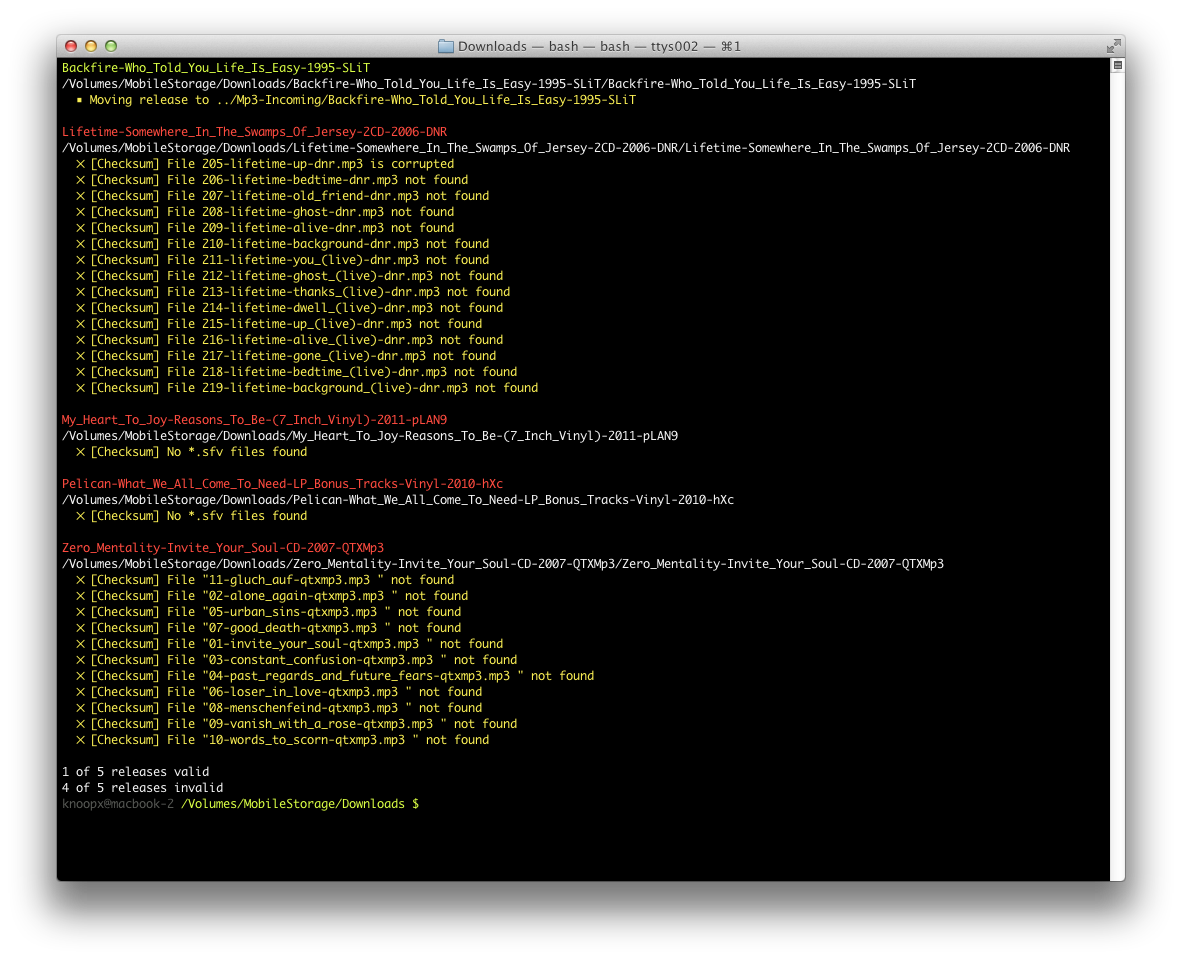 Downloads — bash — bash — ttys002 — ⌘1
Backfire-Who_Told_You_Life_Is_Easy-1995-SLiT
/Volumes/MobileStorage/Downloads/Backfire-Who_Told_You_Life_Is_Easy-1995-SLiT/Backfire-Who_Told_You_Life_Is_Easy-1995-SLiT
▪ Moving release to ../Mp3-Incoming/Backfire-Who_Told_You_Life_Is_Easy-1995-SLiT
Lifetime-Somewhere_In_The_Swamps_Of_Jersey-2CD-2006-DNR
/Volumes/MobileStorage/Downloads/Lifetime-Somewhere_In_The_Swamps_Of_Jersey-2CD-2006-DNR/Lifetime-Somewhere_In_The_Swamps_Of_Jersey-2CD-2006-DNR
✕ [Checksum] File 205-lifetime-up-dnr.mp3 is corrupted
✕ [Checksum] File 206-lifetime-bedtime-dnr.mp3 not found
✕ [Checksum] File 207-lifetime-old_friend-dnr.mp3 not found
✕ [Checksum] File 208-lifetime-ghost-dnr.mp3 not found
✕ [Checksum] File 209-lifetime-alive-dnr.mp3 not found
✕ [Checksum] File 210-lifetime-background-dnr.mp3 not found
✕ [Checksum] File 211-lifetime-you_(live)-dnr.mp3 not found
✕ [Checksum] File 212-lifetime-ghost_(live)-dnr.mp3 not found
✕ [Checksum] File 213-lifetime-thanks_(live)-dnr.mp3 not found
✕ [Checksum] File 214-lifetime-dwell_(live)-dnr.mp3 not found
✕ [Checksum] File 215-lifetime-up_(live)-dnr.mp3 not found
✕ [Checksum] File 216-lifetime-alive_(live)-dnr.mp3 not found
✕ [Checksum] File 217-lifetime-gone_(live)-dnr.mp3 not found
✕ [Checksum] File 218-lifetime-bedtime_(live)-dnr.mp3 not found
✕ [Checksum] File 219-lifetime-background_(live)-dnr.mp3 not found
My_Heart_To_Joy-Reasons_To_Be-(7_Inch_Vinyl)-2011-pLAN9
/Volumes/MobileStorage/Downloads/My_Heart_To_Joy-Reasons_To_Be-(7_Inch_Vinyl)-2011-pLAN9
✕ [Checksum] No *.sfv files found
Pelican-What_We_All_Come_To_Need-LP_Bonus_Tracks-Vinyl-2010-hXc
/Volumes/MobileStorage/Downloads/Pelican-What_We_All_Come_To_Need-LP_Bonus_Tracks-Vinyl-2010-hXc
✕ [Checksum] No *.sfv files found
Zero_Mentality-Invite_Your_Soul-CD-2007-QTXMp3
/Volumes/MobileStorage/Downloads/Zero_Mentality-Invite_Your_Soul-CD-2007-QTXMp3/Zero_Mentality-Invite_Your_Soul-CD-2007-QTXMp3
✕ [Checksum] File "11-gluch_auf-qtxmp3.mp3 " not found
✕ [Checksum] File "02-alone_again-qtxmp3.mp3 " not found
✕ [Checksum] File "05-urban_sins-qtxmp3.mp3 " not found
✕ [Checksum] File "07-good_death-qtxmp3.mp3 " not found
✕ [Checksum] File "01-invite_your_soul-qtxmp3.mp3 " not found
✕ [Checksum] File "03-constant_confusion-qtxmp3.mp3 " not found
✕ [Checksum] File "04-past_regards_and_future_fears-qtxmp3.mp3 " not found
✕ [Checksum] File "06-loser_in_love-qtxmp3.mp3 " not found
✕ [Checksum] File "08-menschenfeind-qtxmp3.mp3 " not found
✕ [Checksum] File "09-vanish_with_a_rose-qtxmp3.mp3 " not found
✕ [Checksum] File "10-words_to_scorn-qtxmp3.mp3 " not found
1 of 5 releases valid
4 of 5 releases invalid
knoopx@macbook-2 /Volumes/MobileStorage/Downloads $